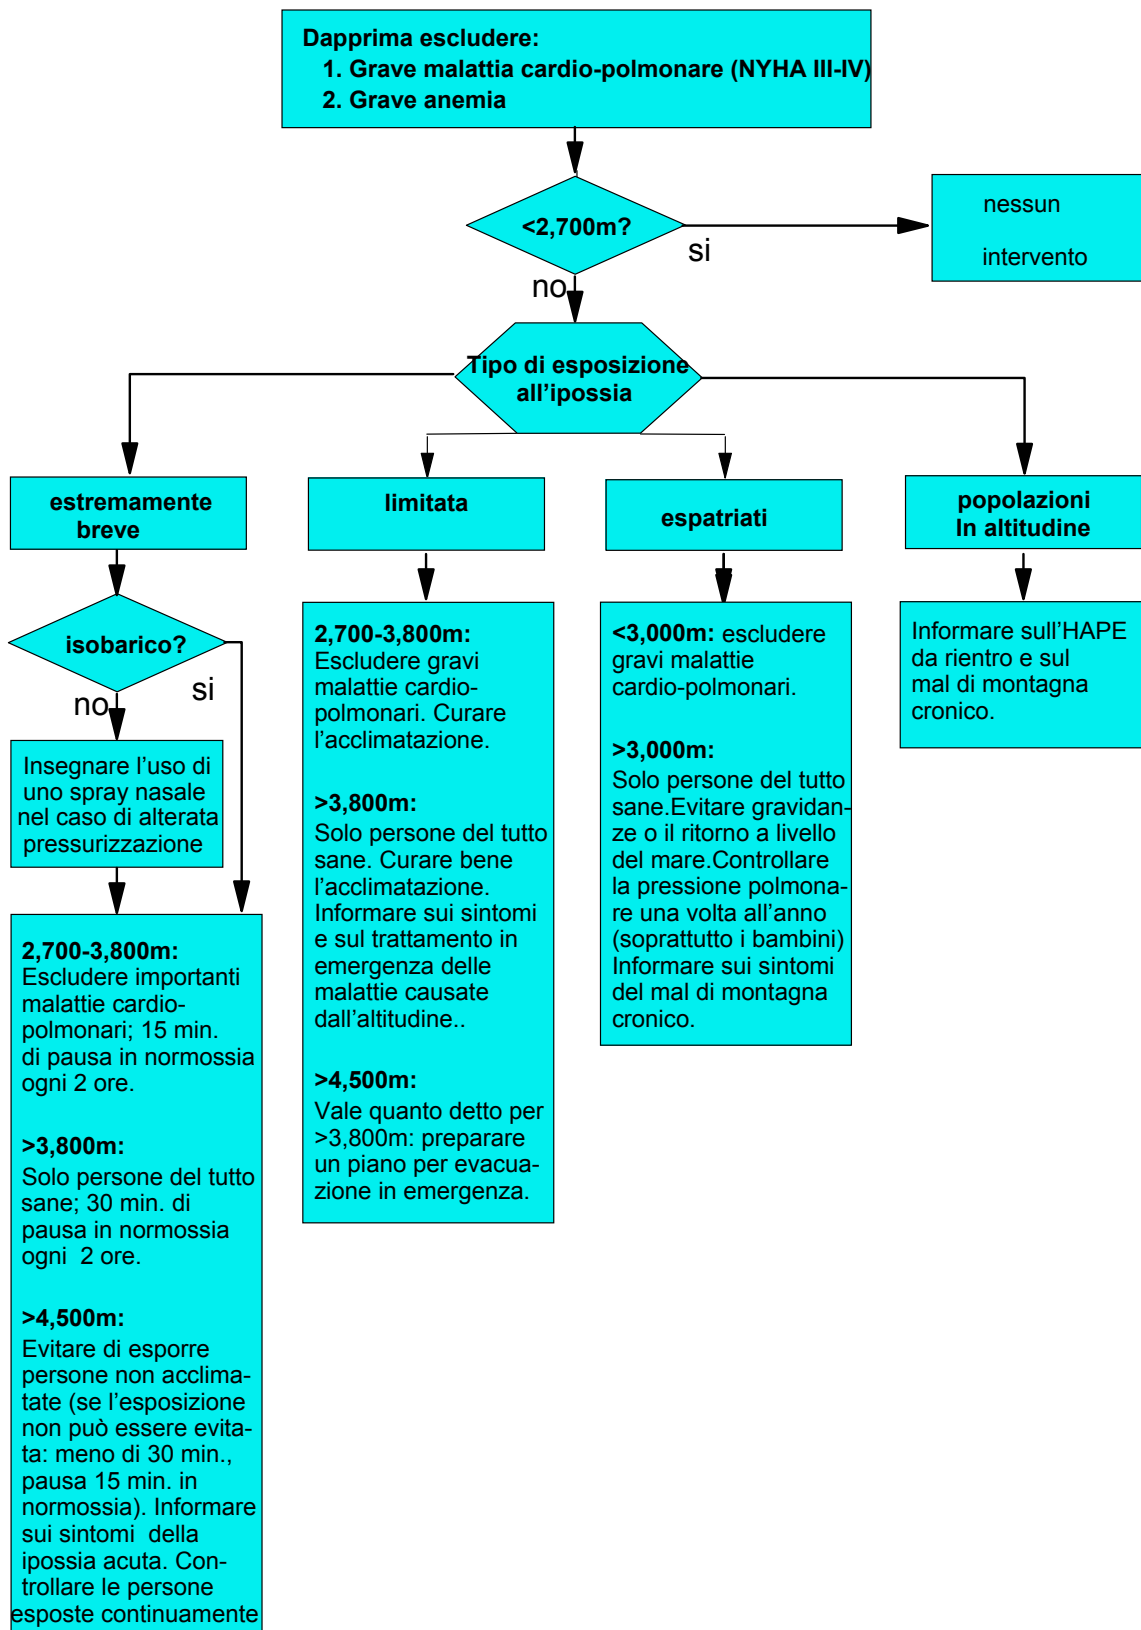 Dapprima escludere:
1. Grave malattia cardio-polmonare (NYHA III-IV)
2. Grave anemia
<2,700m?
si
nessun
intervento
no
Tipo di esposizione
all’ipossia
estremamente
breve
limitata
espatriati
popolazioni
In altitudine
isobarico?
no
si
Insegnare l’uso di
uno spray nasale
nel caso di alterata
pressurizzazione
2,700-3,800m:
Escludere importanti
malattie cardio-
polmonari; 15 min.
di pausa in normossia
ogni 2 ore.
>3,800m:
Solo persone del tutto
sane; 30 min. di
pausa in normossia
ogni 2 ore.
>4,500m:
Evitare di esporre
persone non acclima-
tate (se l’esposizione
non può essere evita-
ta: meno di 30 min.,
pausa 15 min. in
normossia). Informare
sui sintomi della
ipossia acuta. Con-
trollare le persone
esposte continuamente
2,700-3,800m:
Escludere gravi
malattie cardio-
polmonari. Curare
l’acclimatazione.
>3,800m:
Solo persone del tutto
sane. Curare bene
l’acclimatazione.
Informare sui sintomi
e sul trattamento in
emergenza delle
malattie causate
dall’altitudine..
>4,500m:
Vale quanto detto per
>3,800m: preparare
un piano per evacua-
zione in emergenza.
<3,000m: escludere
gravi malattie
cardio-polmonari.
>3,000m:
Solo persone del tutto
sane.Evitare gravidan-
ze o il ritorno a livello
del mare.Controllare
la pressione polmona-
re una volta all’anno
(soprattutto i bambini)
Informare sui sintomi
del mal di montagna
cronico.
Informare sull’HAPE
da rientro e sul
mal di montagna
cronico.